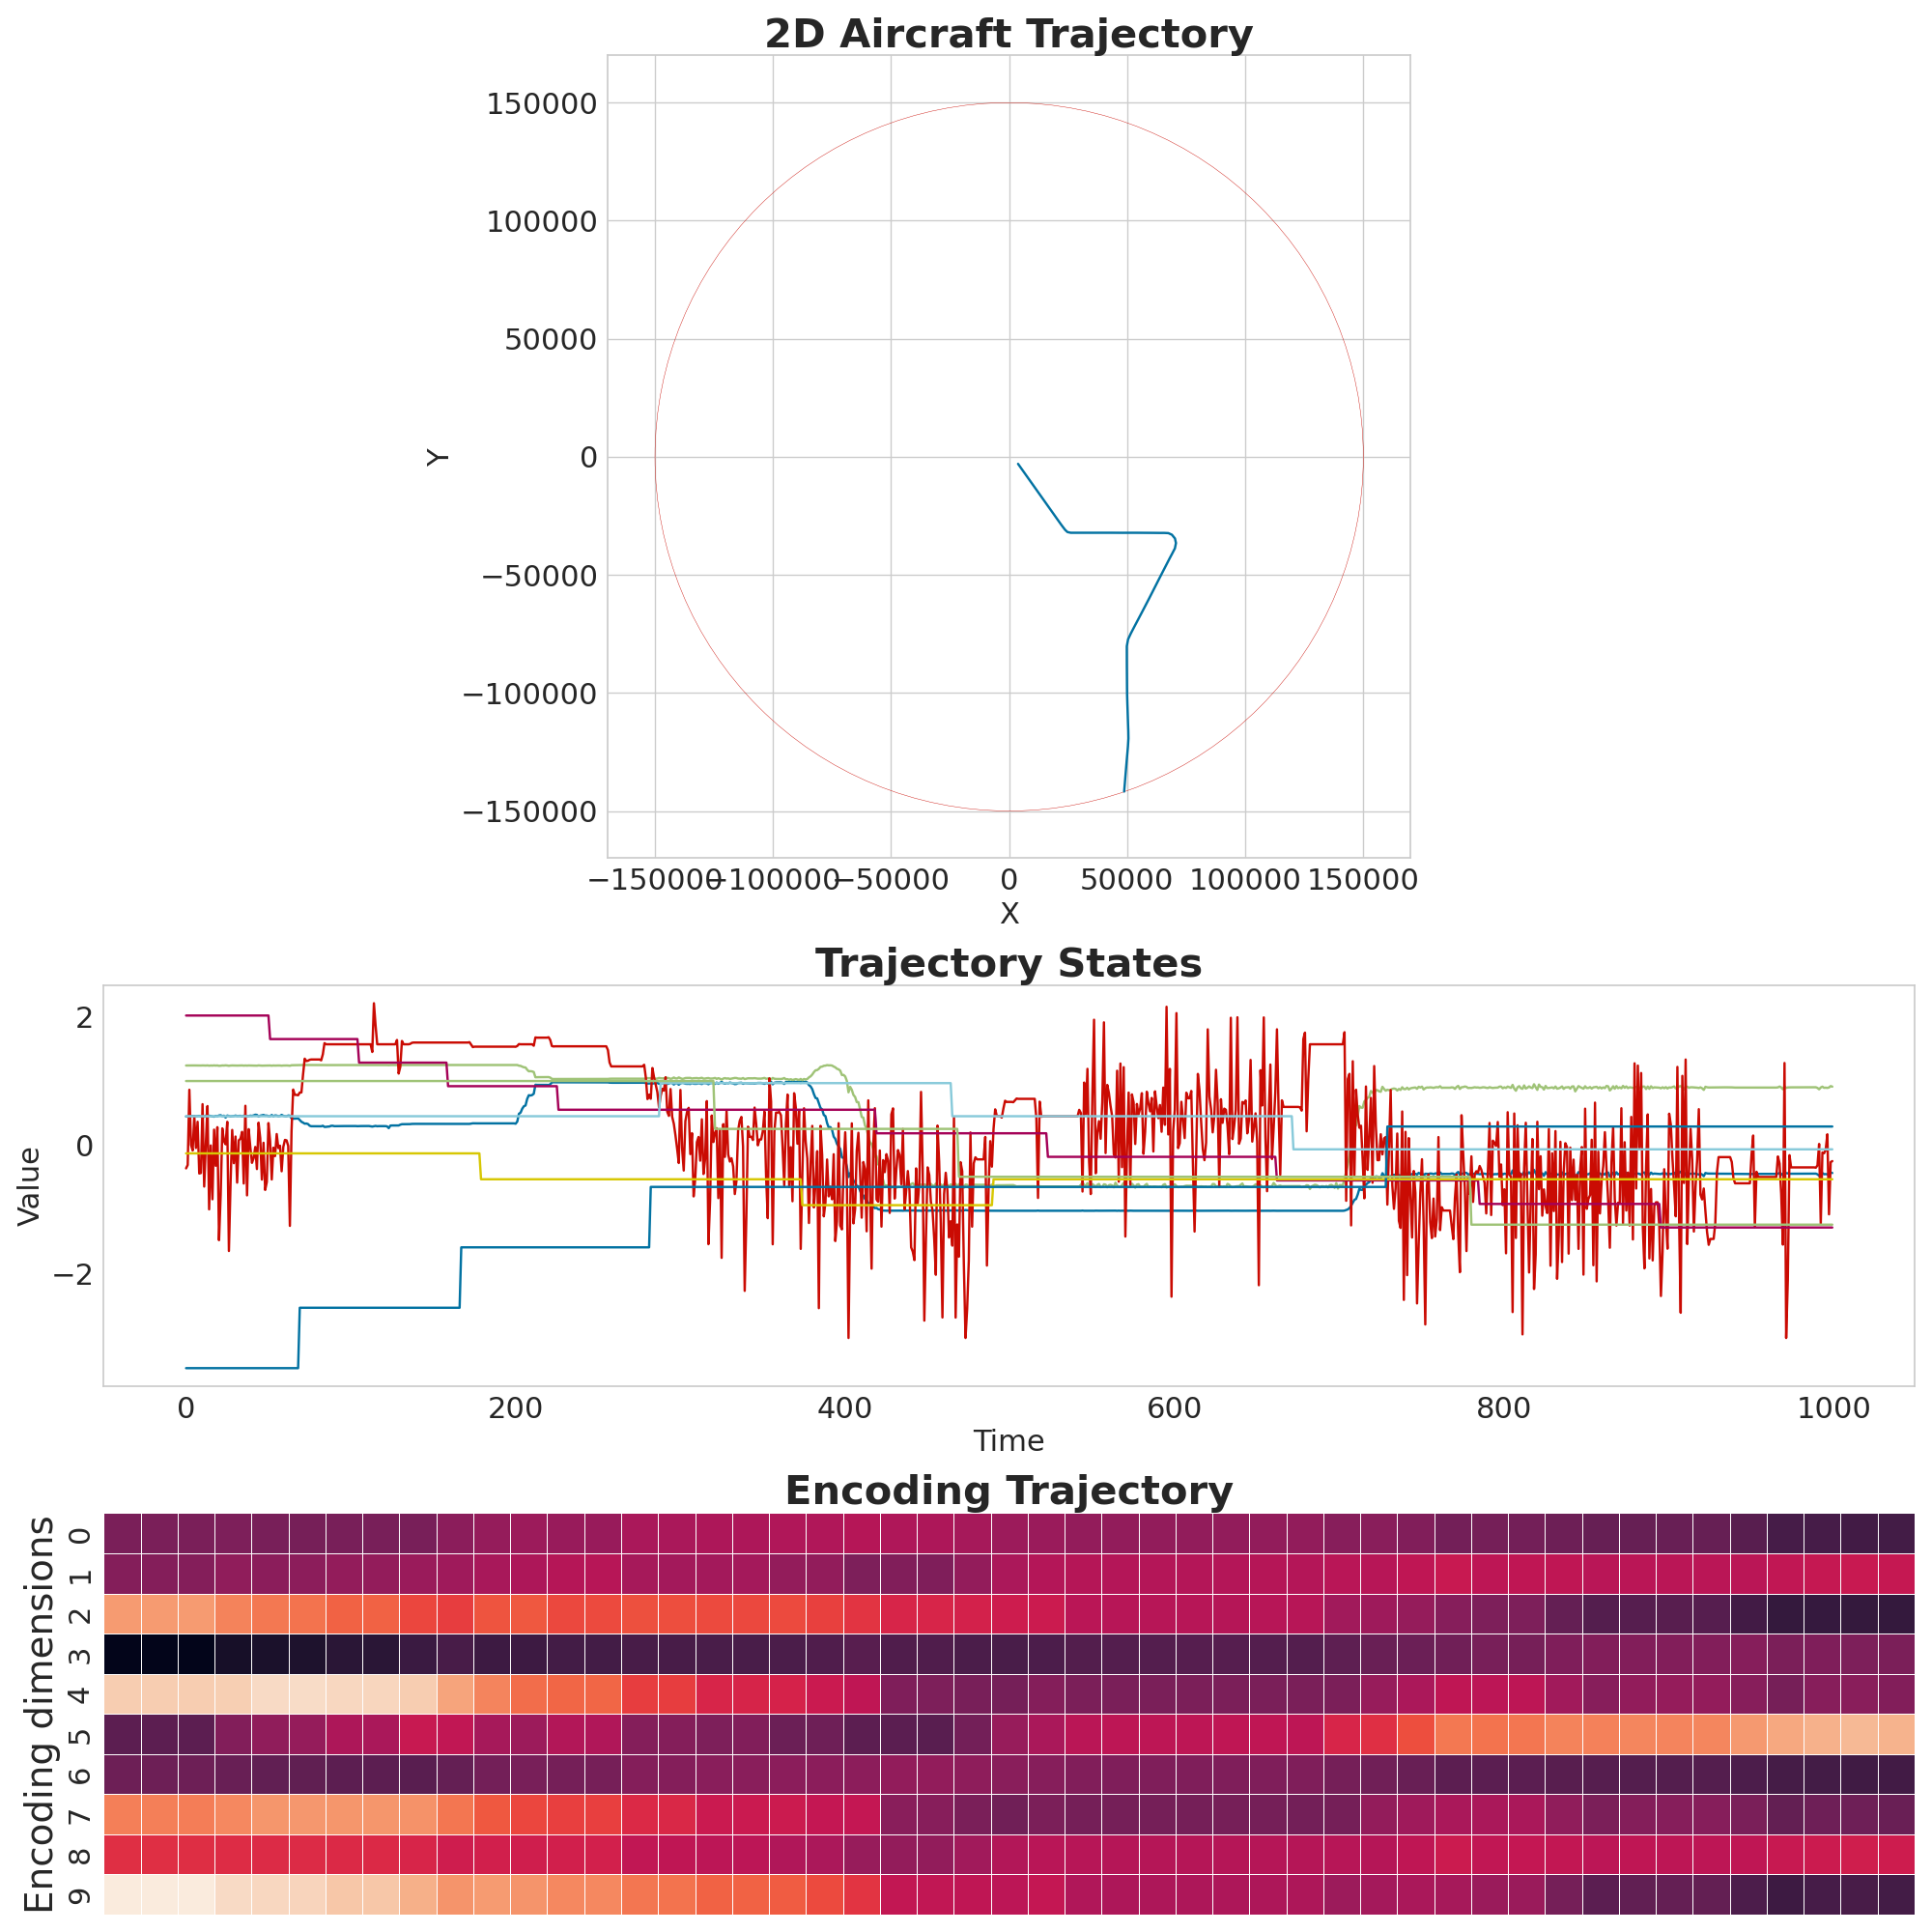 2D Aircraft Trajectory
150000
100000
50000
0
−50000
−100000
−150000
Y
−150000 −100000 −50000 0 50000 100000 150000
X
Trajectory States
2
0
−2
Value
0 200 400 600 800 1000
Time
Encoding Trajectory
Encoding dimensions
0
1
2
3
4
5
6
7
8
9